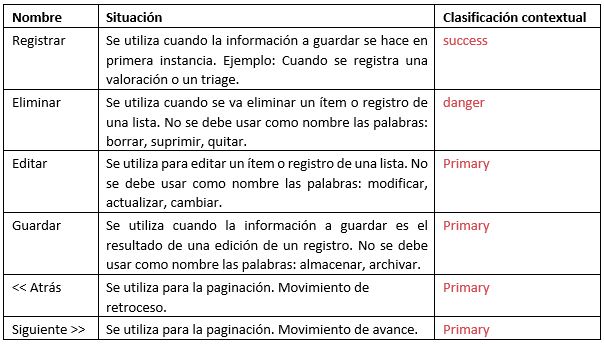 Nombre Situación Clasificación contextual
Registrar Se utiliza cuando la información a guardar se hace en success
primera instancia. Ejemplo: Cuando se registra una
valoración o un triage.
Eliminar Se utiliza cuando se va eliminar un ítem o registro de danger
una lista. No se debe usar como nombre las palabras:
borrar, suprimir, quitar.
Editar Se utiliza para editar un ítem o registro de una lista. No Primary
se debe usar como nombre las palabras: modificar,
actualizar, cambiar.
Guardar Se utiliza cuando la información a guardar es el Primary
resultado de una edición de un registro. No se debe
usar como nombre las palabras: almacenar, archivar.
<< Atrás Se utiliza para la paginación. Movimiento de Primary
retroceso.
Siguiente >> Se utiliza para la paginación. Movimiento de avance. Primary